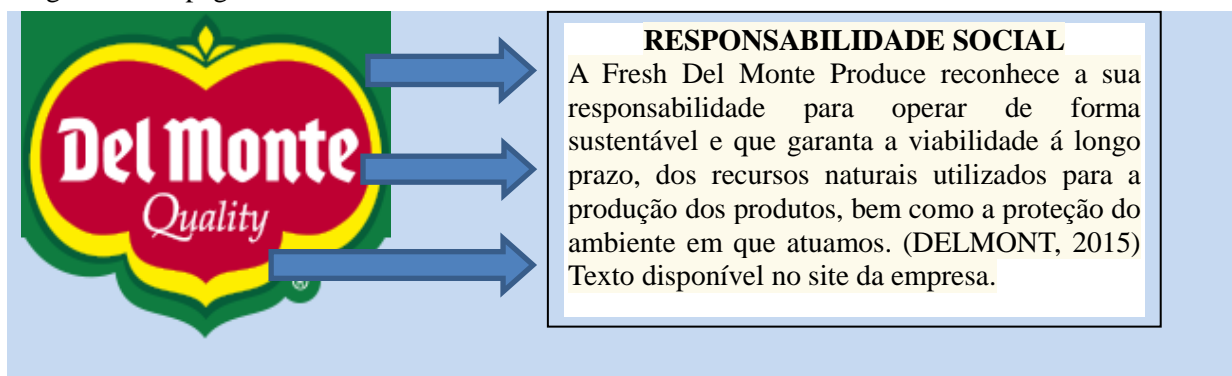 Del Monte
Quality
®
RESPONSABILIDADE SOCIAL
A Fresh Del Monte Produce reconhece a sua
responsabilidade para operar de forma
sustentável e que garanta a viabilidade á longo
prazo, dos recursos naturais utilizados para a
produção dos produtos, bem como a proteção do
ambiente em que atuamos. (DELMONT, 2015)
Texto disponível no site da empresa.